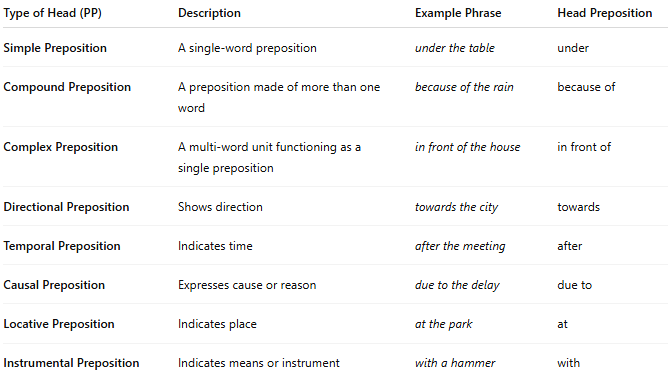 Type of Head (PP) Description Example Phrase Head Preposition
Simple Preposition A single-word preposition under the table under
Compound Preposition A preposition made of more than one because of the rain because of
word
Complex Preposition A multi-word unit functioning as a in front of the house in front of
single preposition
Directional Preposition Shows direction towards the city towards
Temporal Preposition Indicates time after the meeting after
Causal Preposition Expresses cause or reason due to the delay due to
Locative Preposition Indicates place at the park at
Instrumental Preposition Indicates means or instrument with a hammer with